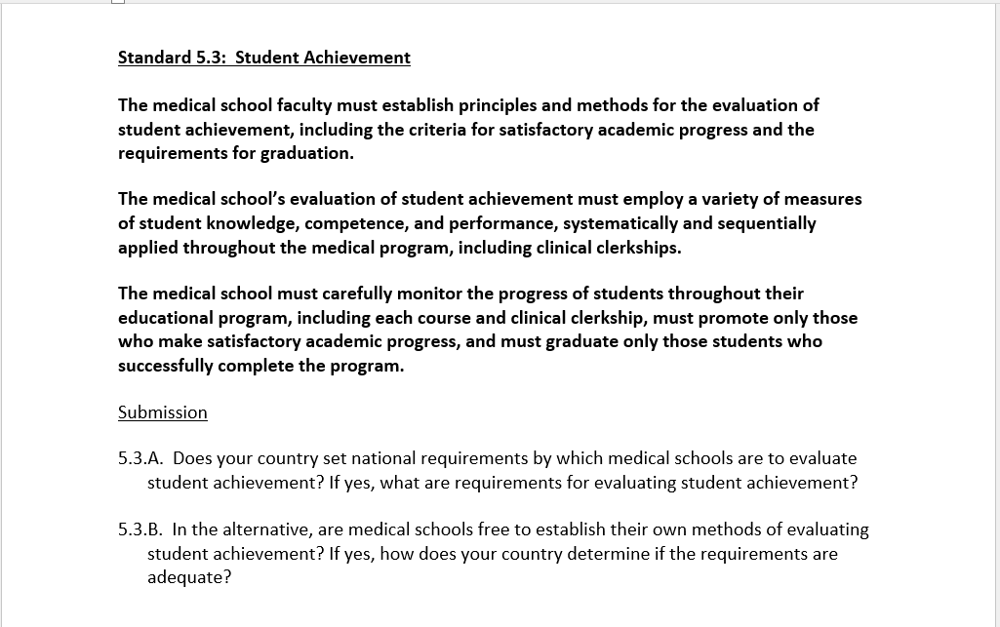 Standard 5.3:  Student Achievement
The medical school faculty must establish principles and methods for the evaluation of
student achievement, including the criteria for satisfactory academic progress and the
requirements for graduation.
The medical school’s evaluation of student achievement must employ a variety of measures
of student knowledge, competence, and performance, systematically and sequentially
applied throughout the medical program, including clinical clerkships.
The medical school must carefully monitor the progress of students throughout their
educational program, including each course and clinical clerkship, must promote only those
who make satisfactory academic progress, and must graduate only those students who
successfully complete the program.
Submission
5.3.A.  Does your country set national requirements by which medical schools are to evaluate
student achievement? If yes, what are requirements for evaluating student achievement?
5.3.B.  In the alternative, are medical schools free to establish their own methods of evaluating
student achievement? If yes, how does your country determine if the requirements are
adequate?